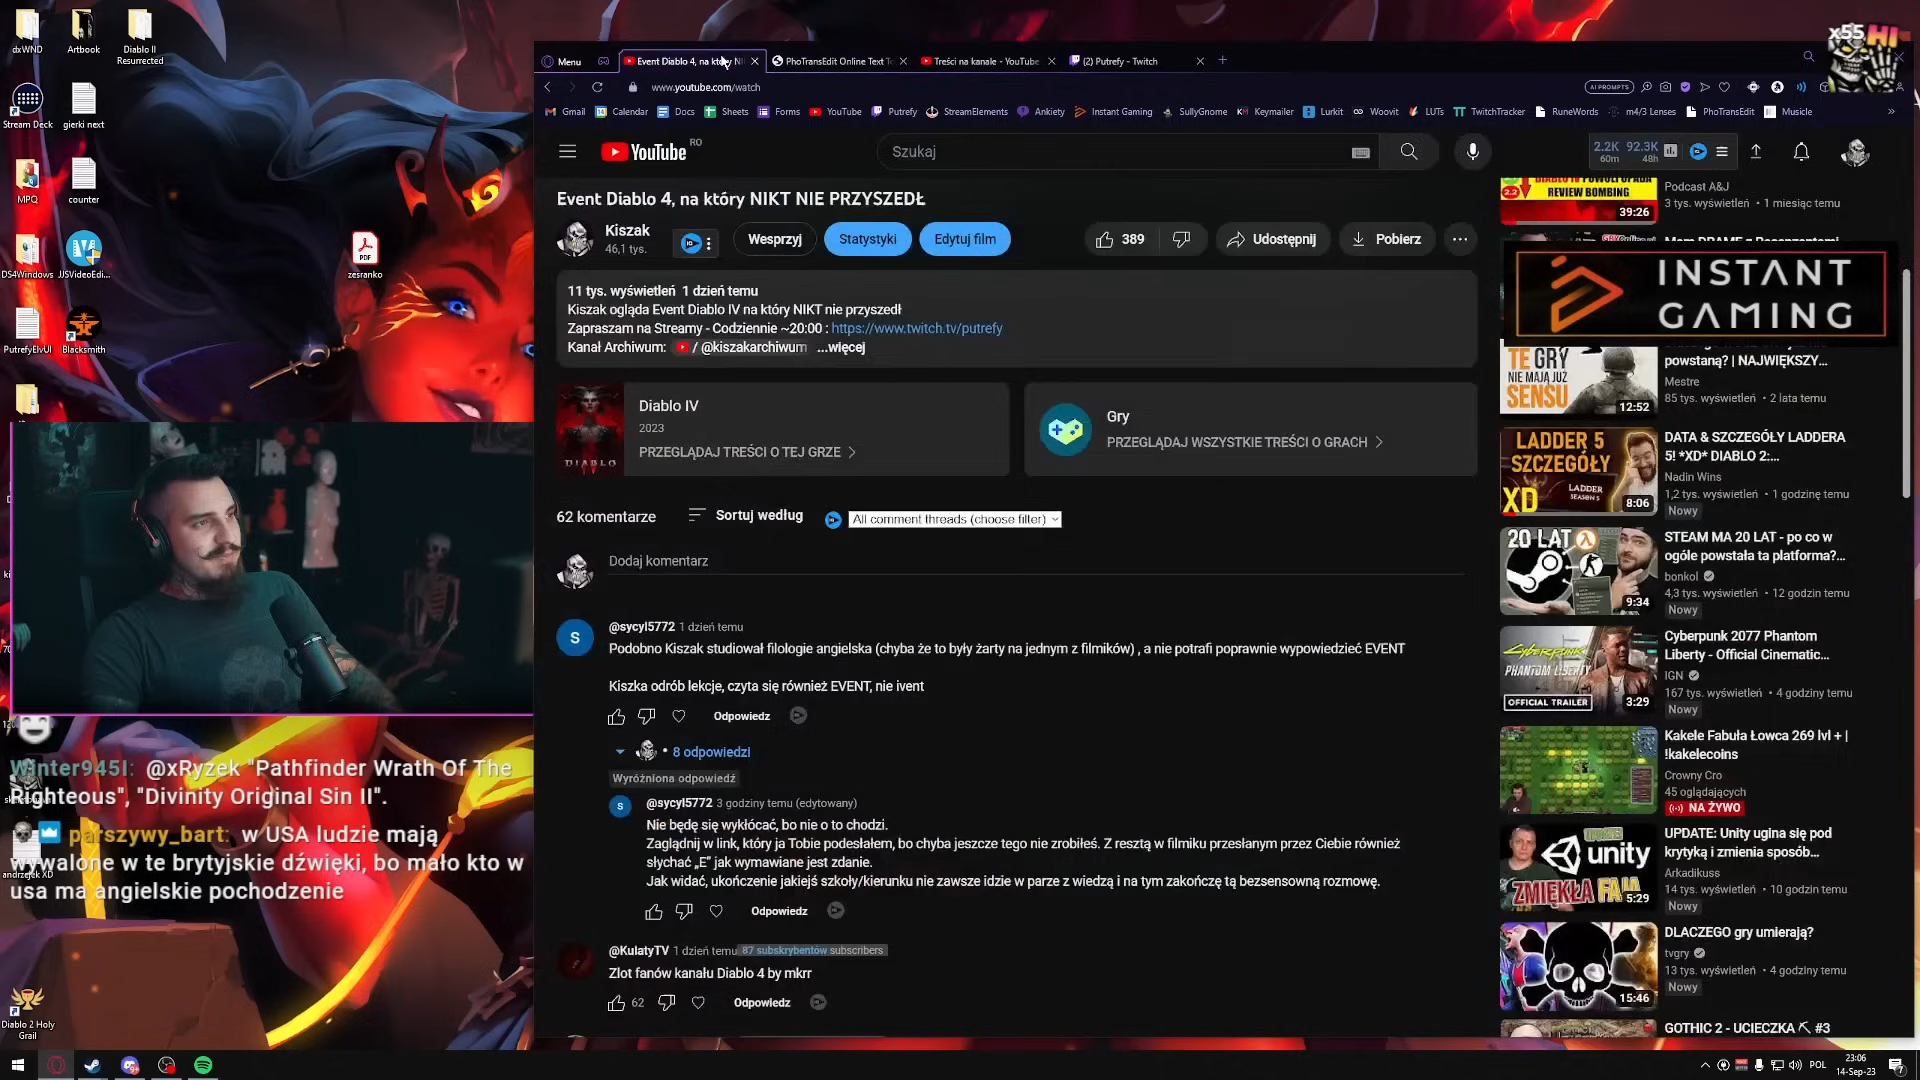 dxWND
Artbook
Diablo II
Resurrected
Stream Deck
gierki next
MPQ
counter
DS4Windows
JJSVideoEdi...
zesranko
PutrefyElvUI
Blacksmith
Diablo 2 Holy
Grail
x55 HI
Menu
Event Diablo 4, na który NI
PhoTransEdit Online Text T
Treści na kanale - YouTube
(2) Putrefy - Twitch
www.youtube.com/watch
AI PROMPTS
Gmail
Calendar
Docs
Sheets
Forms
YouTube
Putrefy
StreamElements
Ankiety
Instant Gaming
SullyGnome
Keymailer
Lurkit
Woovit
LUTs
TwitchTracker
RuneWords
m4/3 Lenses
PhoTransEdit
Musicle
YouTube RO
Szukaj
2.2K 92.3K
60m 48h
Event Diablo 4, na który NIKT NIE PRZYSZEDŁ
Kiszak
46,1 tys.
Wesprzyj
Statystyki
Edytuj film
389
Udostępnij
Pobierz
11 tys. wyświetleń 1 dzień temu
Kiszak ogląda Event Diablo IV na który NIKT nie przyszedł
Zapraszam na Streamy - Codziennie ~20:00 : https://www.twitch.tv/putrefy
Kanał Archiwum: / @kiszakarchiwum ...więcej
DIABLO
Diablo IV
2023
PRZEGLĄDAJ TREŚCI O TEJ GRZE
Gry
PRZEGLĄDAJ WSZYSTKIE TREŚCI O GRACH
62 komentarze
Sortuj według
All comment threads (choose filter)
Dodaj komentarz
S
@sycyl5772 1 dzień temu
Podobno Kiszak studiował filologie angielska (chyba że to były żarty na jednym z filmików) , a nie potrafi poprawnie wypowiedzieć EVENT
Kiszka odrób lekcje, czyta się również EVENT, nie ivent
Odpowiedz
• 8 odpowiedzi
Wyróżniona odpowiedź
S
@sycyl5772 3 godziny temu (edytowany)
Nie będę się wykłócać, bo nie o to chodzi.
Zaglądnij w link, który ja Tobie podesłałem, bo chyba jeszcze tego nie zrobiłeś. Z resztą w filmiku przesłanym przez Ciebie również
słychać „E” jak wymawiane jest zdanie.
Jak widać, ukończenie jakiejś szkoły/kierunku nie zawsze idzie w parze z wiedzą i na tym zakończę tą bezsensowną rozmowę.
Odpowiedz
@KulatyTV 1 dzień temu 87 subskrybentów subscribers
Zlot fanów kanału Diablo 4 by mkrr
62
Odpowiedz
REVIEW BOMBING
39:26
Podcast A&J
3 tys. wyświetleń • 1 miesiąc temu
INSTANT
GAMING
TE GRY
NIE MAJĄ JUŻ
SENSU
12:52
powstaną? | NAJWIĘKSZY...
Mestre
85 tys. wyświetleń • 2 lata temu
LADDER 5
SZCZEGÓŁY
XD
LADDER
8:06
DATA & SZCZEGÓŁY LADDERA
5! *XD* DIABLO 2:...
Nadin Wins
1,2 tys. wyświetleń • 1 godzinę temu
Nowy
20 LAT
9:34
STEAM MA 20 LAT - po co w
ogóle powstała ta platforma?...
bonkol
4,3 tys. wyświetleń • 12 godzin temu
Nowy
Cyberpunk
PHANTOM LIBERTY
OFFICIAL TRAILER
3:29
Cyberpunk 2077 Phantom
Liberty - Official Cinematic...
IGN
167 tys. wyświetleń • 4 godziny temu
Nowy
Kakele Fabuła Łowca 269 lvl + |
!kakelecoins
Crowny Cro
45 oglądających
NA ŻYWO
UPDATE
unity
ZMIĘKŁA FAJA
5:29
UPDATE: Unity ugina się pod
krytyką i zmienia sposób...
Arkadikuss
14 tys. wyświetleń • 10 godzin temu
Nowy
15:46
DLACZEGO gry umierają?
tvgry
13 tys. wyświetleń • 4 godziny temu
Nowy
GOTHIC 2 - UCIECZKA #3
Winter945I: @xRyzek "Pathfinder Wrath Of The
Righteous", "Divinity Original Sin II".
parszywy_bart: w USA ludzie mają
wywalone w te brytyjskie dźwięki, bo mało kto w
usa ma angielskie pochodzenie
andrzejek XD
POL
23:06
14-Sep-23